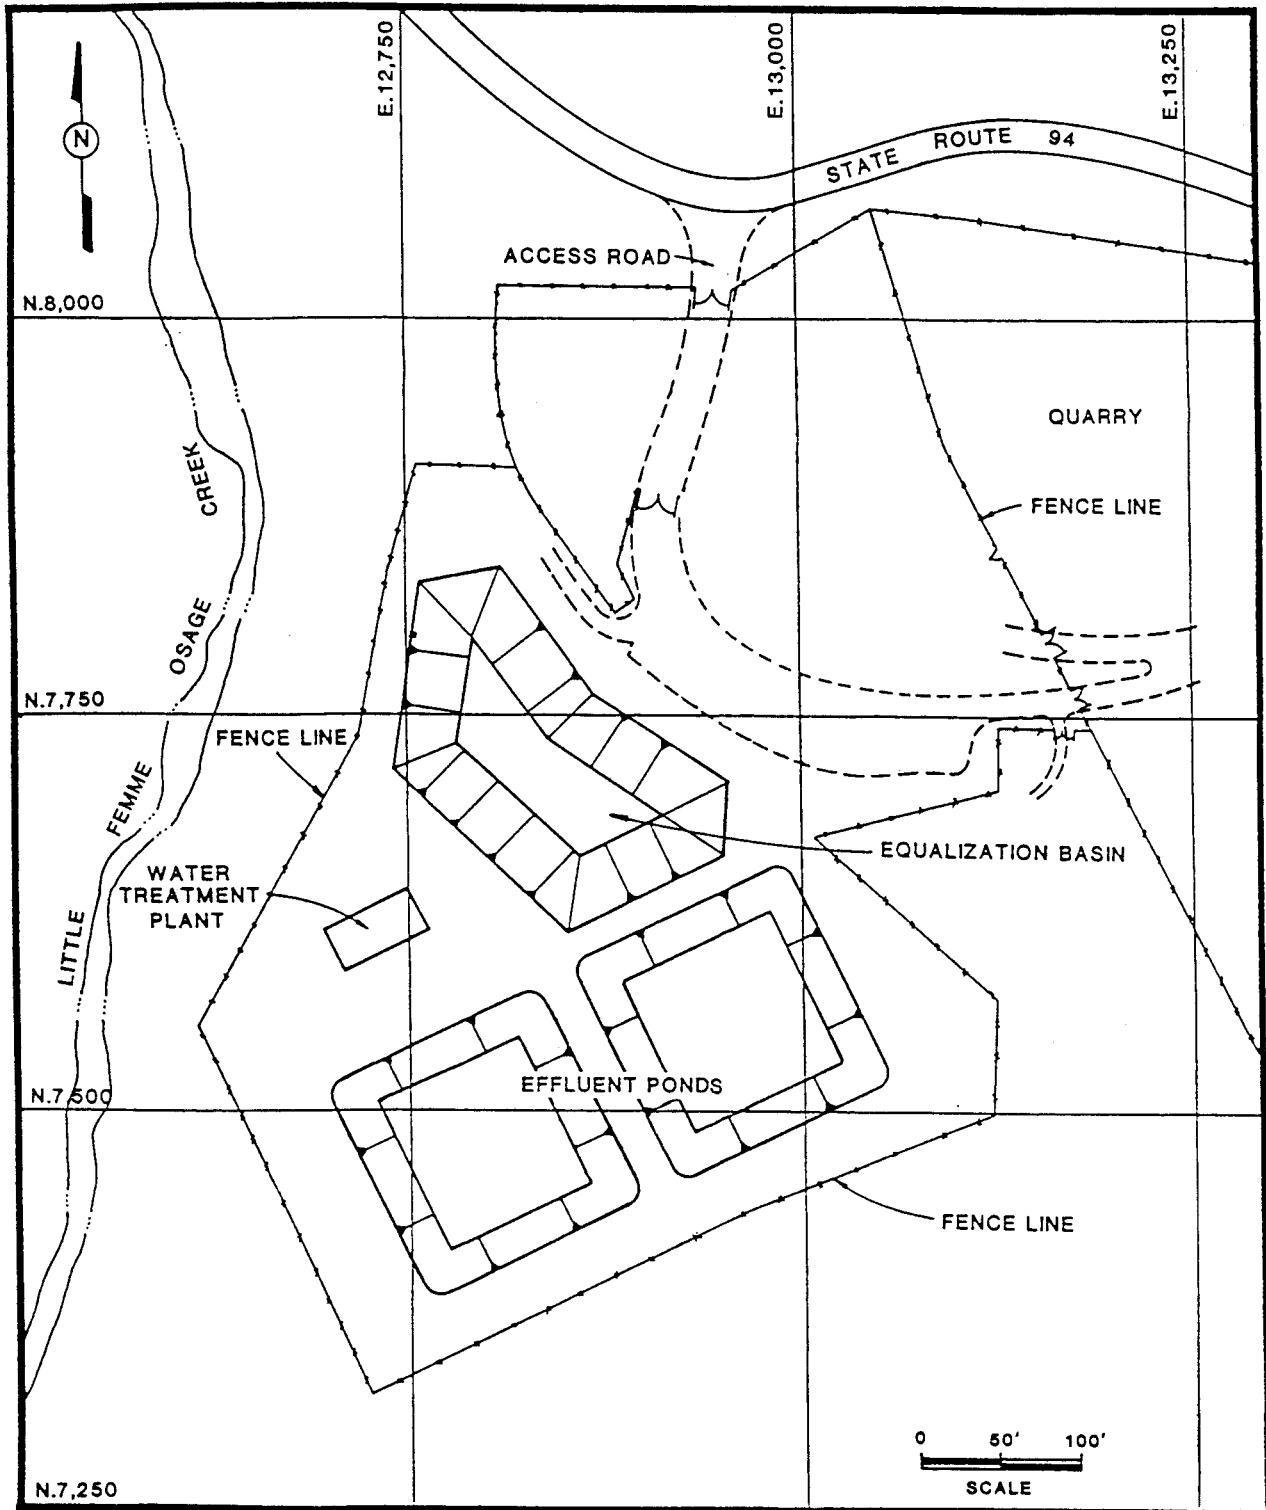 E.12,750
E.13,000
E.13,250
N
STATE ROUTE 94
ACCESS ROAD
N.8,000
QUARRY
CREEK
FENCE LINE
OSAGE
N.7,750
FENCE LINE
FEMME
EQUALIZATION BASIN
WATER
TREATMENT
PLANT
LITTLE
EFFLUENT PONDS
N.7,500
FENCE LINE
0 50' 100'
SCALE
N.7,250